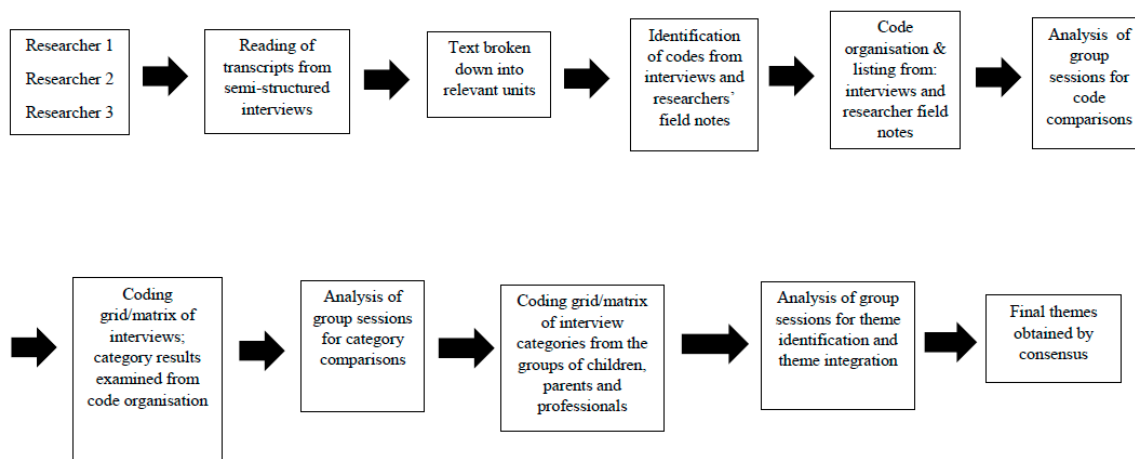 Researcher 1
Researcher 2
Researcher 3
Reading of
transcripts from
semi-structured
interviews
Text broken
down into
relevant units
Identification
of codes from
interviews and
researchers’
field notes
Code
organisation &
listing from:
interviews and
researcher field
notes
Analysis of
group
sessions for
code
comparisons
Coding
grid/matrix of
interviews;
category results
examined from
code organisation
Analysis of
group sessions
for category
comparisons
Coding grid/matrix
of interview
categories from the
groups of children,
parents and
professionals
Analysis of group
sessions for theme
identification and
theme integration
Final themes
obtained by
consensus